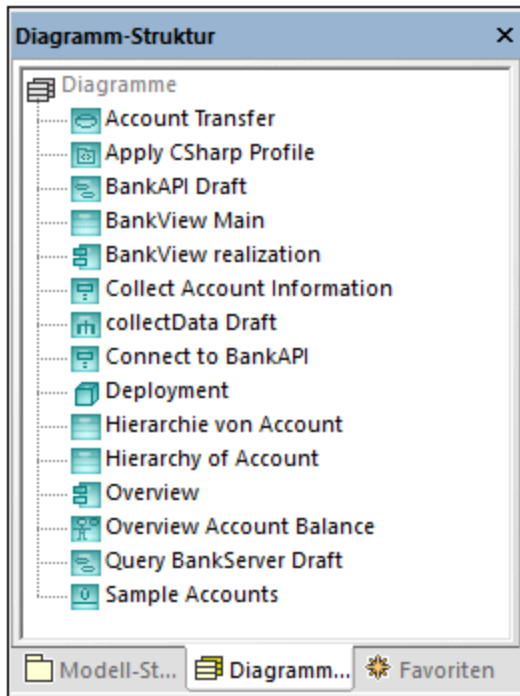 Diagramm-Struktur
Diagramme
Account Transfer
Apply CSharp Profile
BankAPI Draft
BankView Main
BankView realization
Collect Account Information
collectData Draft
Connect to BankAPI
Deployment
Hierarchie von Account
Hierarchy of Account
Overview
Overview Account Balance
Query BankServer Draft
Sample Accounts
Modell-St... Diagramm... Favoriten